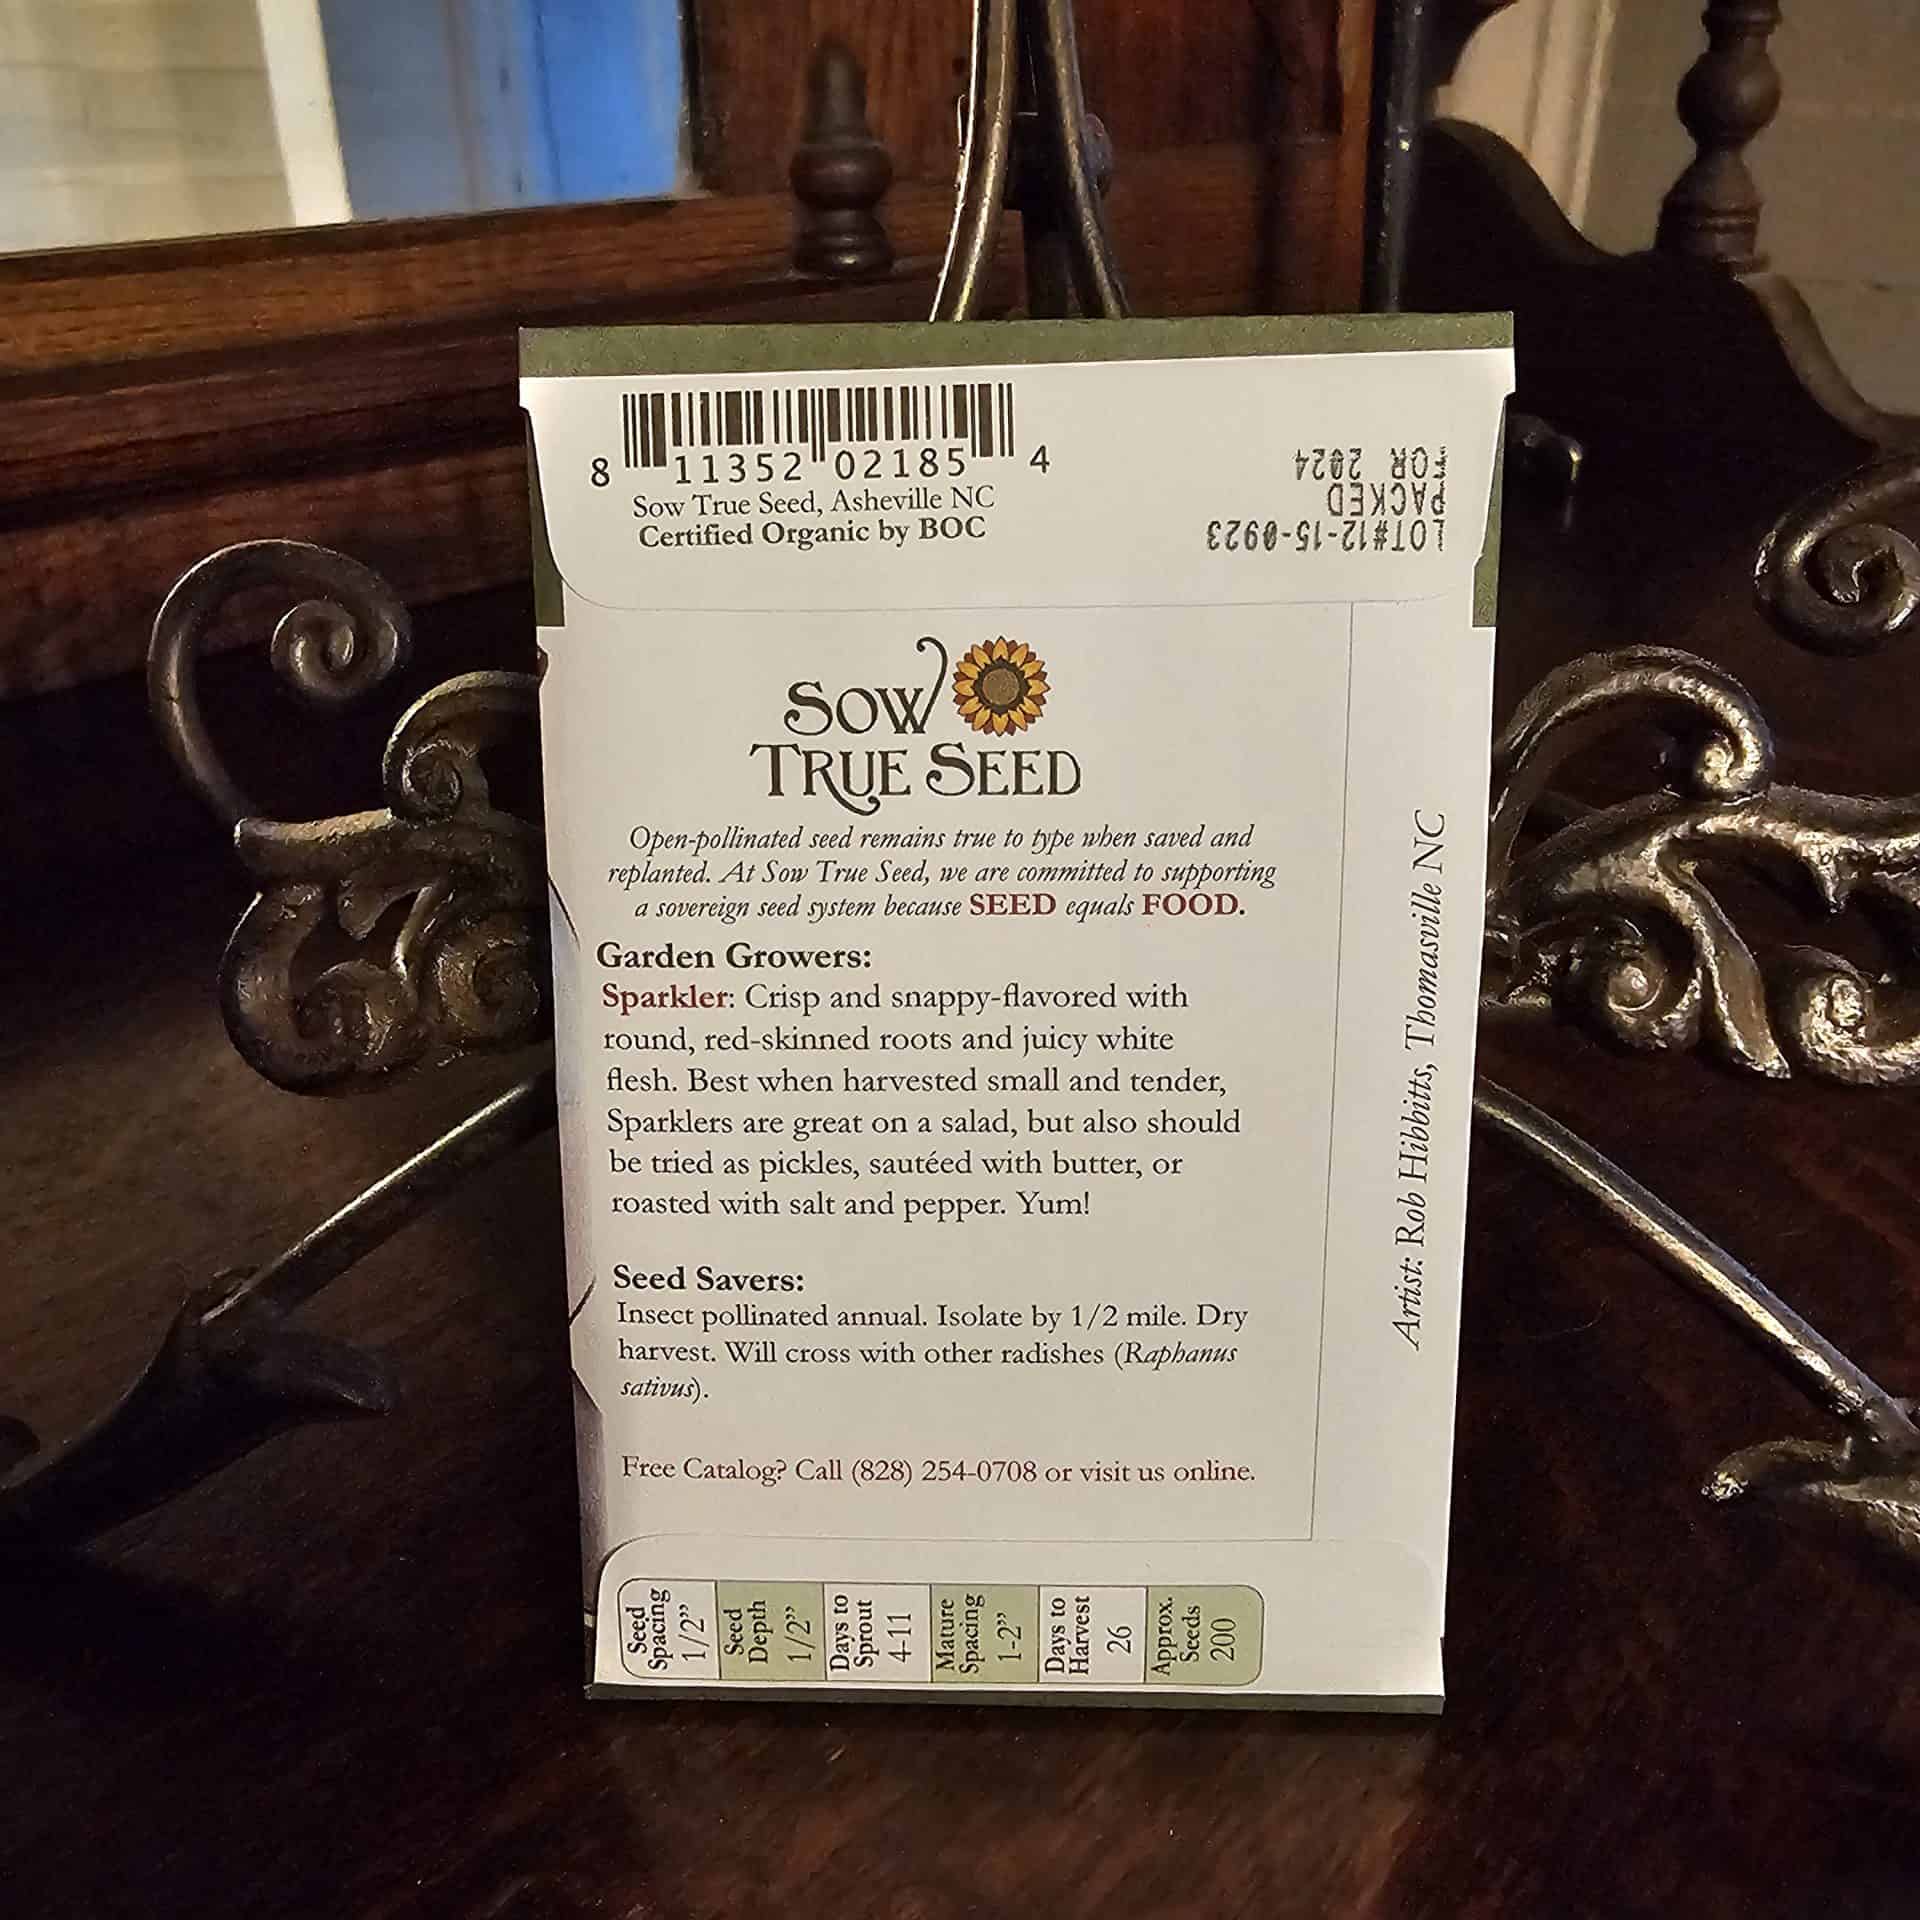 8 11352 02185 4
Sow True Seed, Asheville NC
Certified Organic by BOC
LOT#12-15-0923
PACKED
FOR 2024
SOW
TRUE SEED
Open-pollinated seed remains true to type when saved and
replanted. At Sow True Seed, we are committed to supporting
a sovereign seed system because SEED equals FOOD.
Garden Growers:
Sparkler: Crisp and snappy-flavored with
round, red-skinned roots and juicy white
flesh. Best when harvested small and tender,
Sparklers are great on a salad, but also should
be tried as pickles, sautéed with butter, or
roasted with salt and pepper. Yum!
Seed Savers:
Insect pollinated annual. Isolate by 1/2 mile. Dry
harvest. Will cross with other radishes (Raphanus
sativus).
Free Catalog? Call (828) 254-0708 or visit us online.
Artist: Rob Hibbitts, Thomasville NC
Seed
Spacing
1/2”
Seed
Depth
1/2”
Days to
Sprout
4-11
Mature
Spacing
1-2”
Days to
Harvest
26
Approx.
Seeds
200